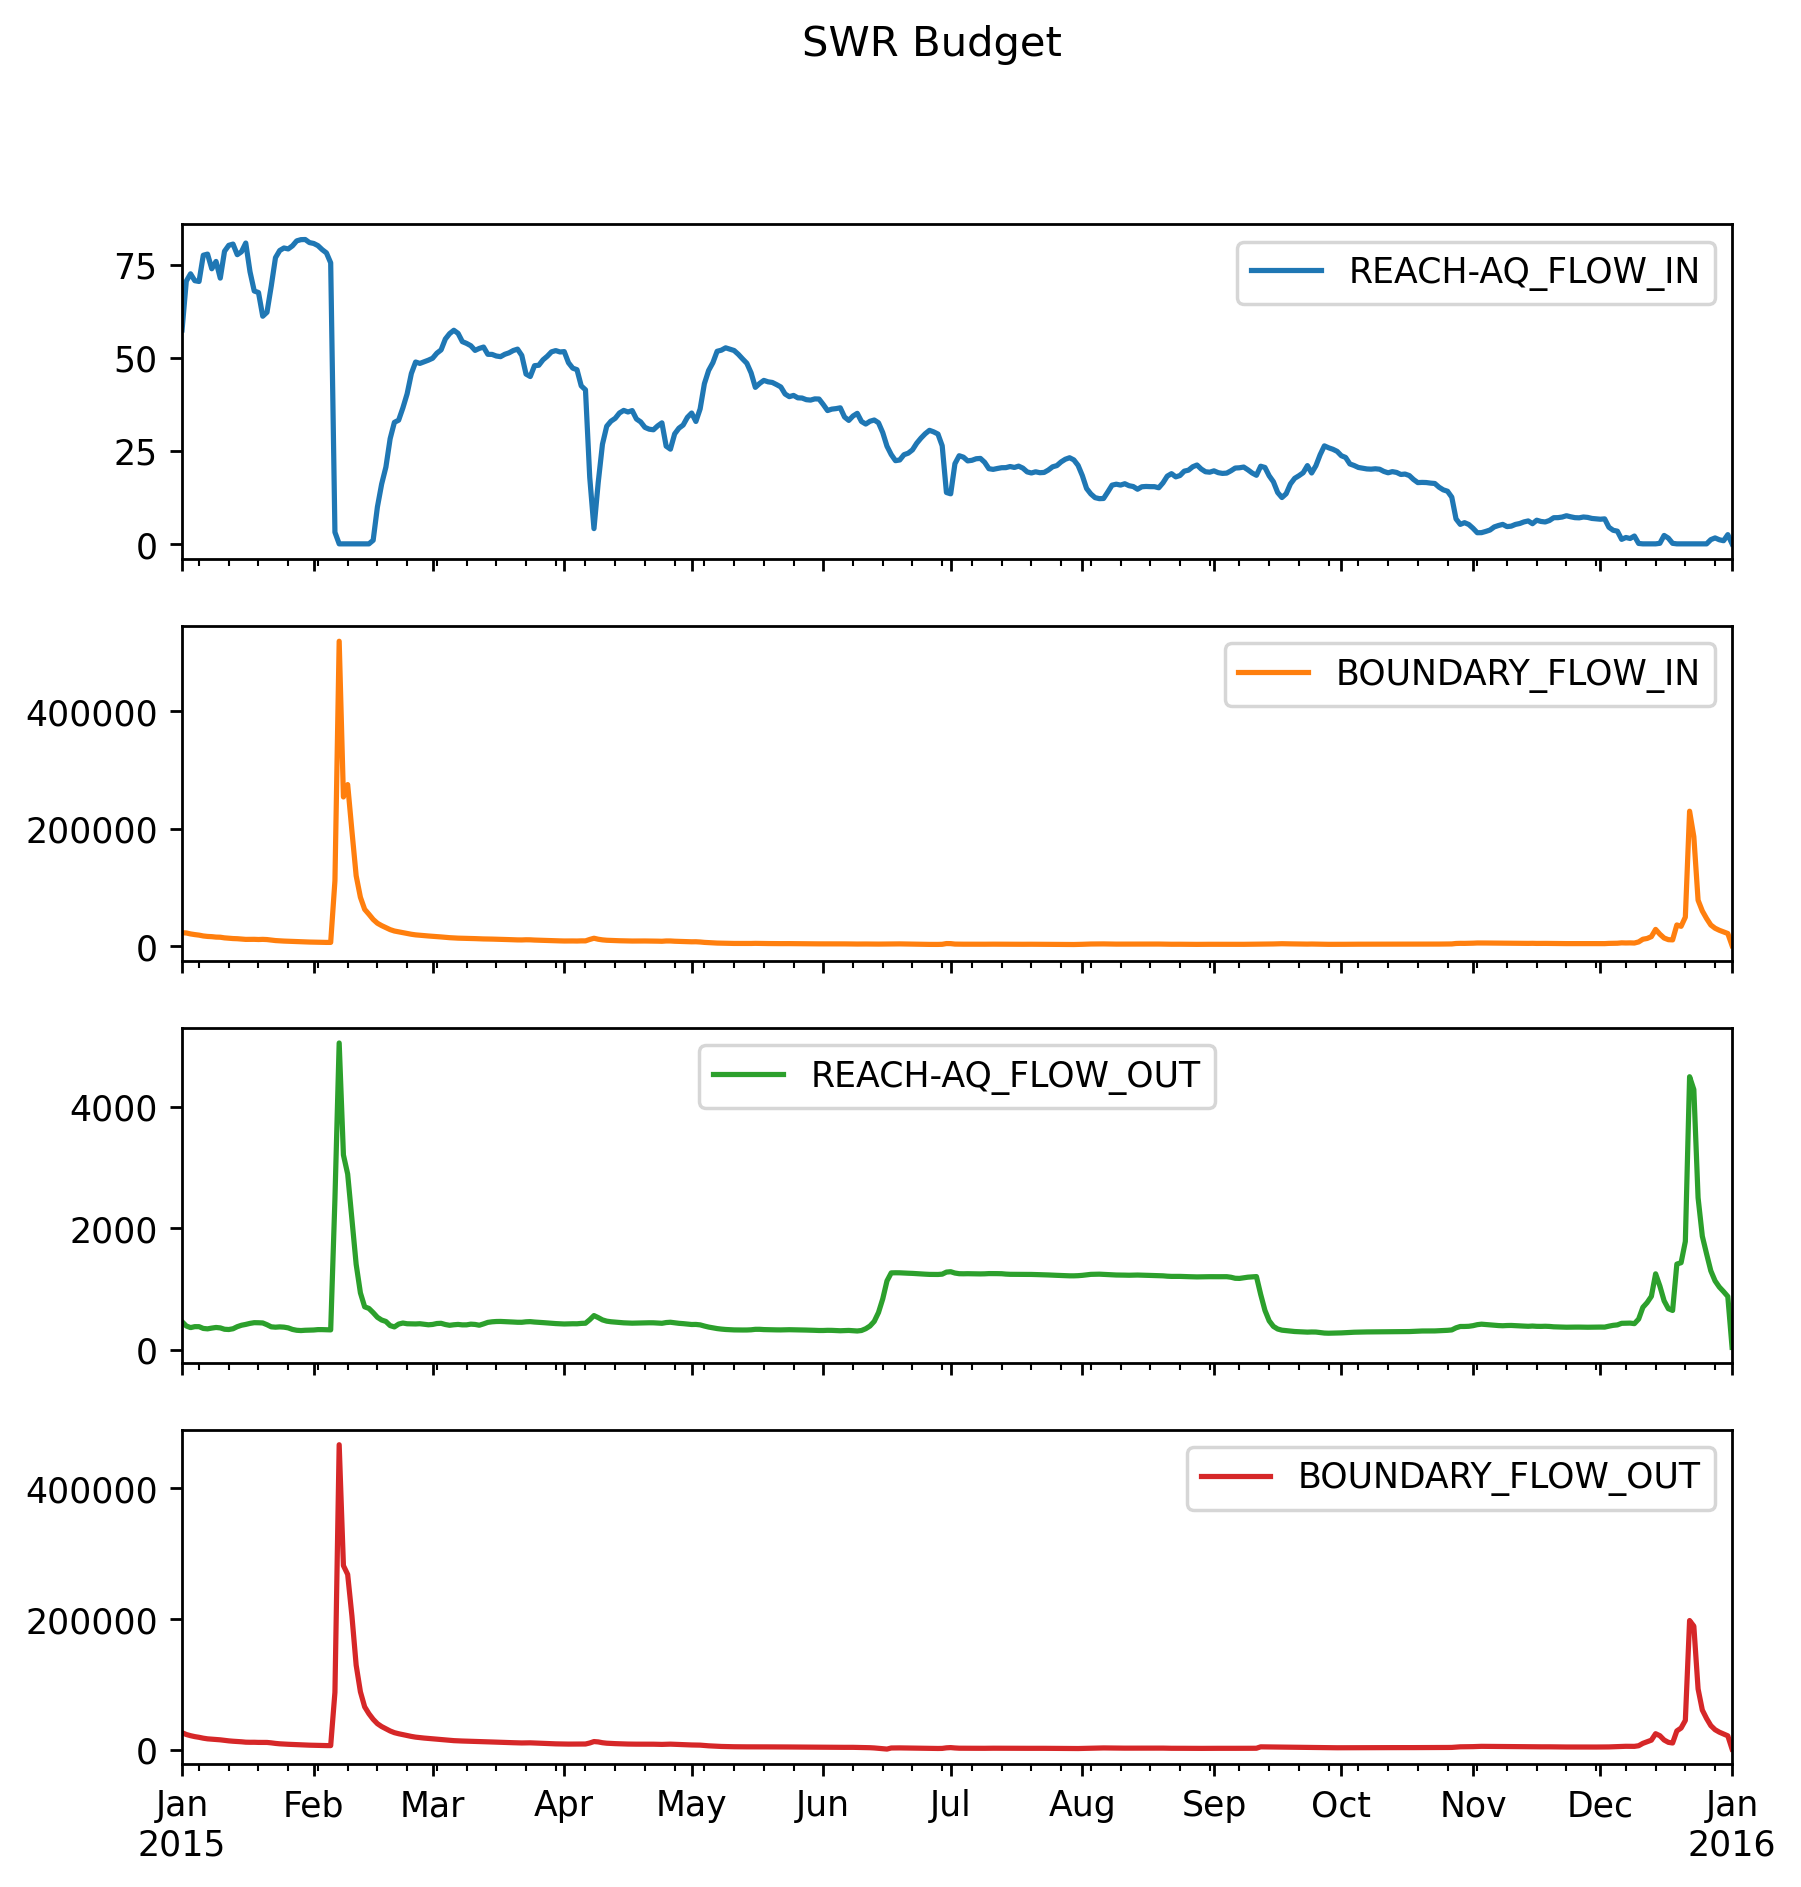 SWR Budget
75
50
25
0
REACH-AQ_FLOW_IN
400000
200000
0
BOUNDARY_FLOW_IN
4000
2000
0
REACH-AQ_FLOW_OUT
400000
200000
0
BOUNDARY_FLOW_OUT
Jan Feb Mar Apr May Jun Jul Aug Sep Oct Nov Dec Jan
2015 2016